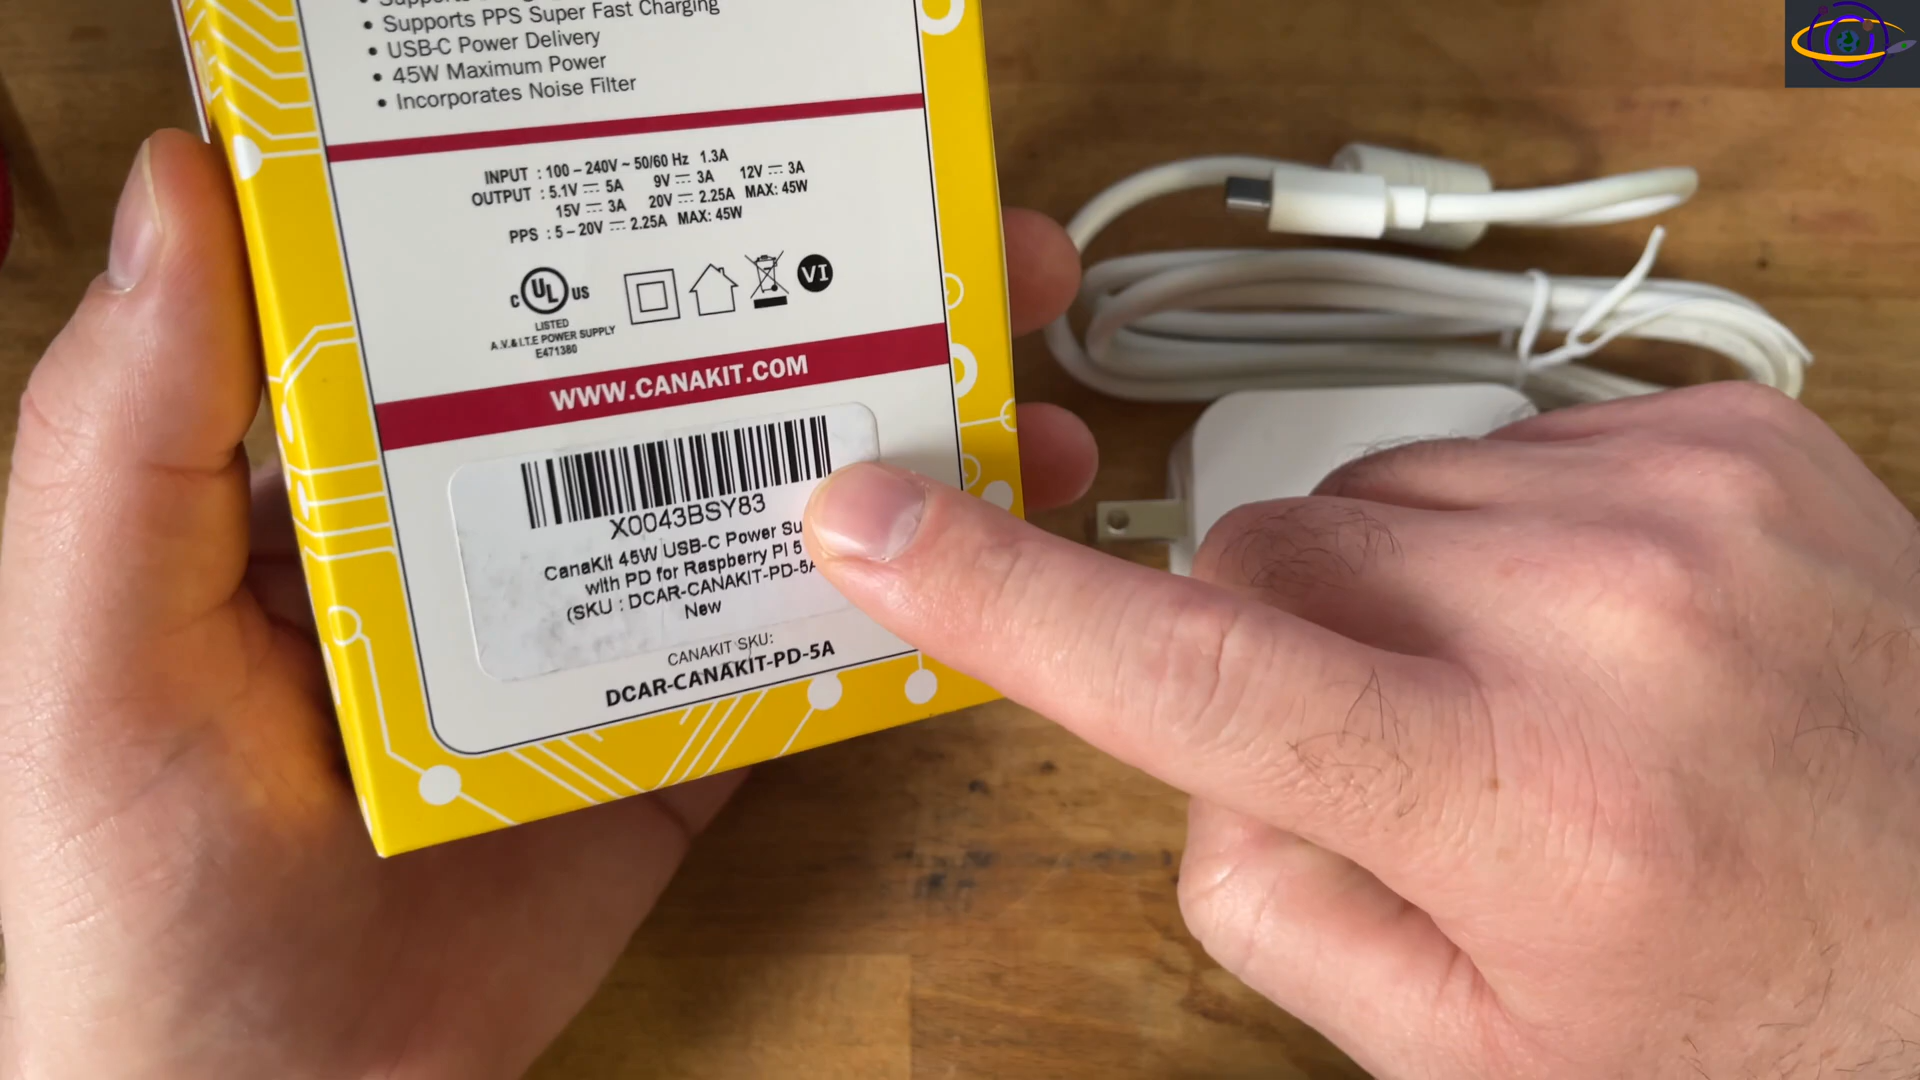 • Supports PPS Super Fast Charging
• USB-C Power Delivery
• 45W Maximum Power
• Incorporates Noise Filter
INPUT : 100 – 240V ~ 50/60 Hz 1.3A
OUTPUT : 5.1V ⎓ 5A 9V ⎓ 3A 12V ⎓ 3A
15V ⎓ 3A 20V ⎓ 2.25A MAX: 45W
PPS : 5 – 20V ⎓ 2.25A MAX: 45W
C UL US
LISTED
A.V.& I.T.E POWER SUPPLY
E471380
VI
WWW.CANAKIT.COM
X0043BSY83
CanaKit 45W USB-C Power Su
with PD for Raspberry Pi 5
(SKU : DCAR-CANAKIT-PD-5A
New
CANAKIT SKU:
DCAR-CANAKIT-PD-5A